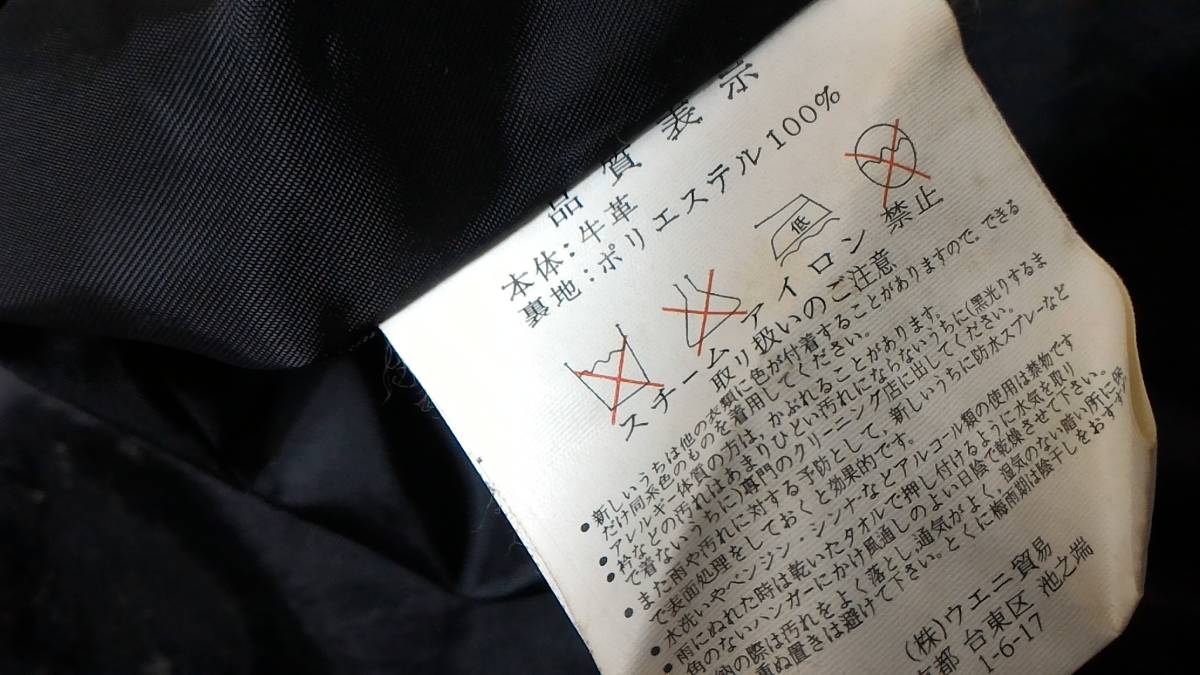 品質表示
本体：牛革
裏地：ポリエステル100%
低
スチームアイロン 禁止
取り扱いのご注意
●新しいうちは他の衣類に色が付着することがありますので、できる
だけ同系色のものを着用してください。
●アレルギー体質の方は、かぶれることがあります。
●衿などの汚れはあまりひどい汚れにならないうちに(黒光りするま
で着ないうちに)専門のクリーニング店に出してください。
●また雨や汚れに対する予防として、新しいうちに防水スプレーなど
で表面処理をしておくと効果的です。
●水洗いやベンジン・シンナーなどアルコール類の使用は禁物です
●雨にぬれた時は乾いたタオルで押し付けるように水気を取り
角のないハンガーにかけ風通しのよい日陰で乾燥させて下さい。
納の際は汚れをよく落とし、通気がよく、湿気のない暗い所に
重ね置きは避けて下さい。とくに梅雨期は陰干しをおすす
(株)ウエニ貿易
京都 台東区 池之端
1-6-17